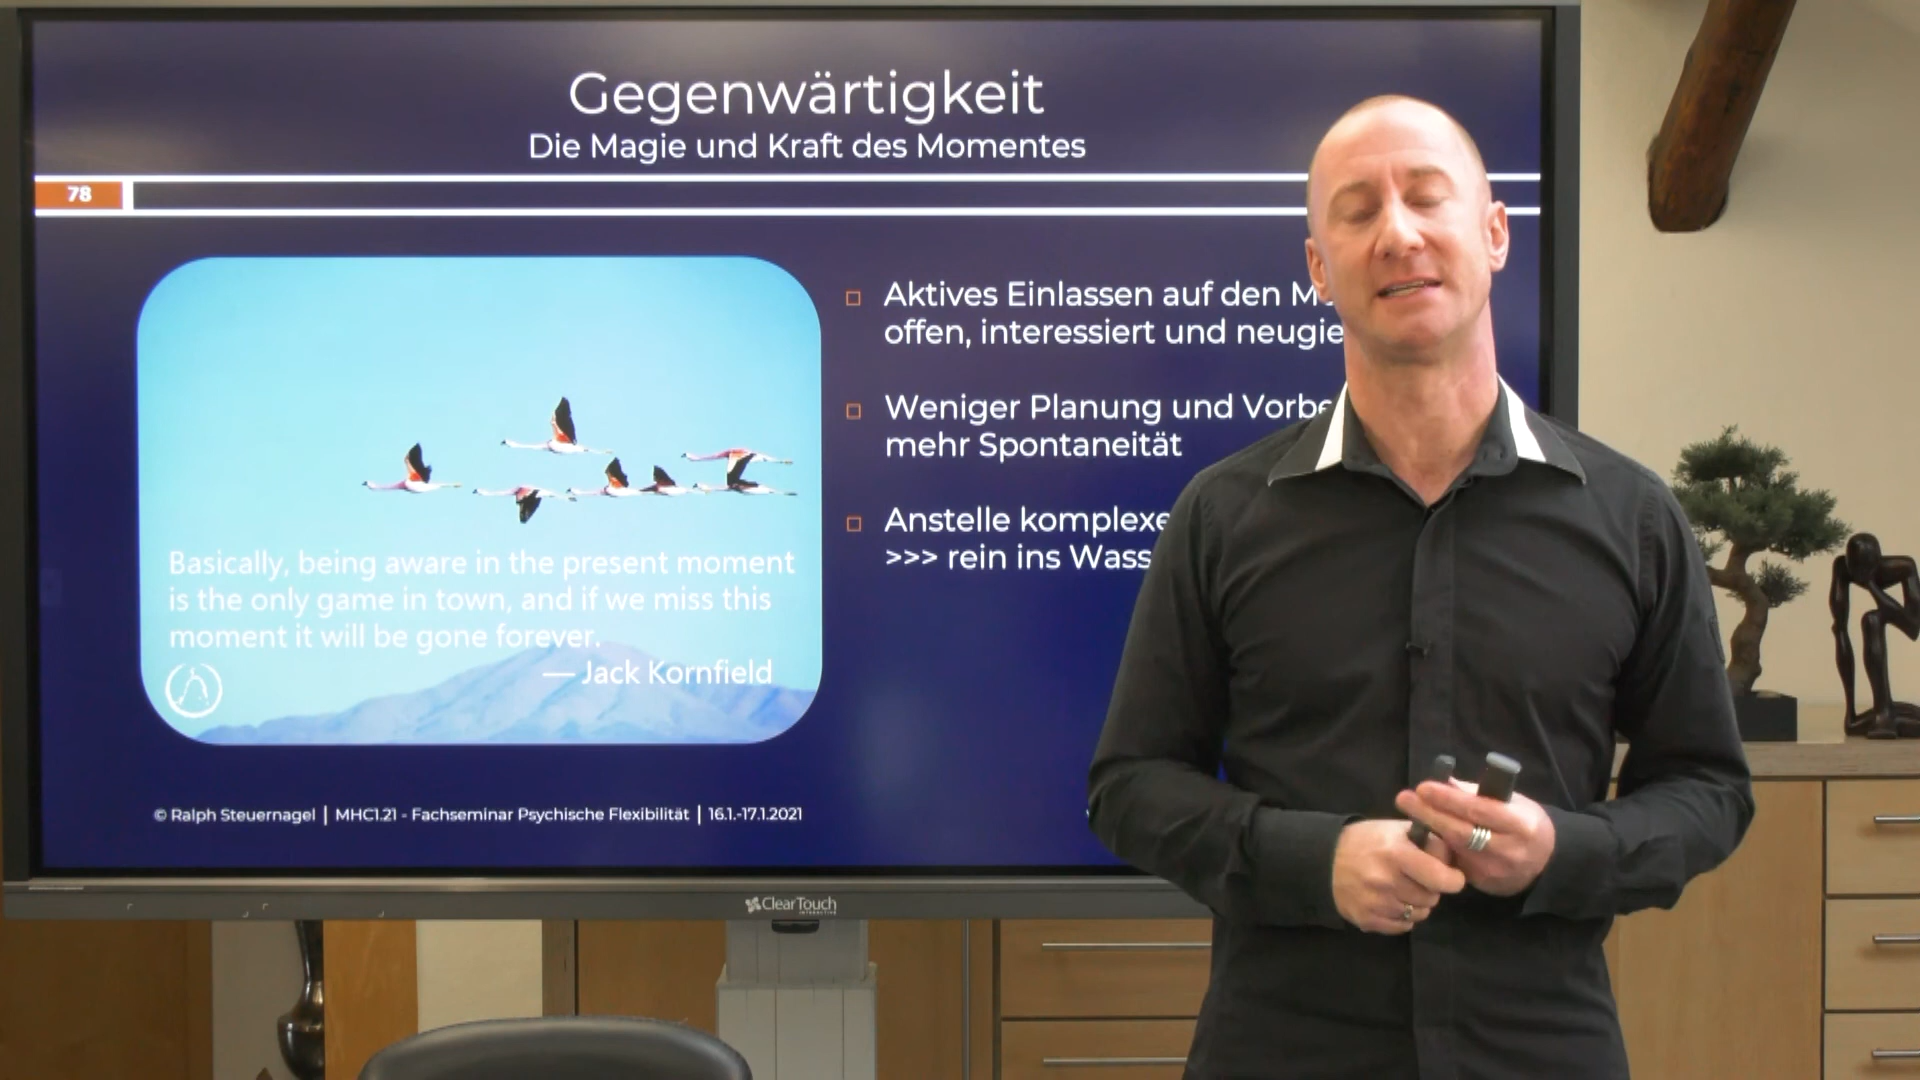 Gegenwärtigkeit
Die Magie und Kraft des Momentes
78
Aktives Einlassen auf den
offen, interessiert und
Weniger Planung und
mehr Spontaneität
Anstelle
>>> rein ins
Basically, being aware in the present moment
is the only game in town, and if we miss this
moment it will be gone forever.
— Jack Kornfield
© Ralph Steuernagel | MHC1.21 - Fachseminar Psychische Flexibilität | 16.1.-17.1.2021
ClearTouch
INTERACTIVE